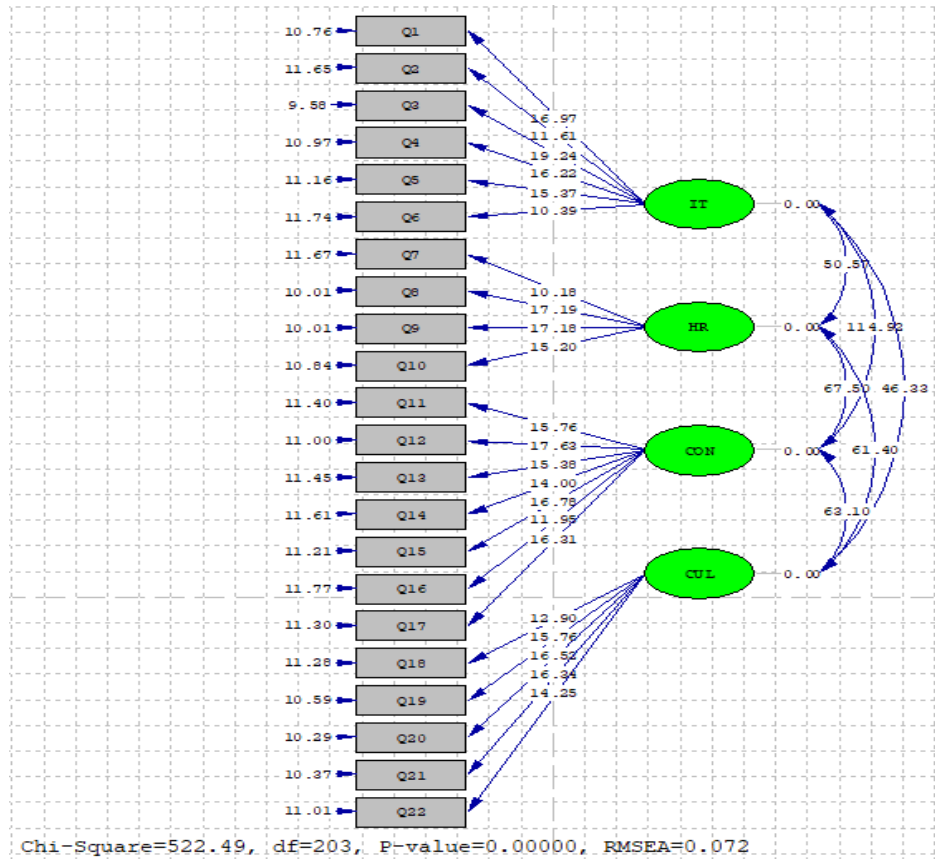 10.76 Q1
11.65 Q2
9.58 Q3
10.97 Q4
11.16 Q5
11.74 Q6
11.67 Q7
10.01 Q8
10.01 Q9
10.84 Q10
11.40 Q11
11.00 Q12
11.45 Q13
11.61 Q14
11.21 Q15
11.77 Q16
11.30 Q17
11.28 Q18
10.59 Q19
10.29 Q20
10.37 Q21
11.01 Q22
16.97
11.61
19.24
16.22
15.37
10.39
10.18
17.19
17.18
15.20
15.76
17.63
15.38
14.00
16.78
11.95
16.31
12.90
15.76
16.52
16.34
14.25
IT 0.00
HR 0.00
CON 0.00
CUL 0.00
50.57
114.92
67.50 46.33
61.40
63.10
Chi-Square=522.49, df=203, P-value=0.00000, RMSEA=0.072